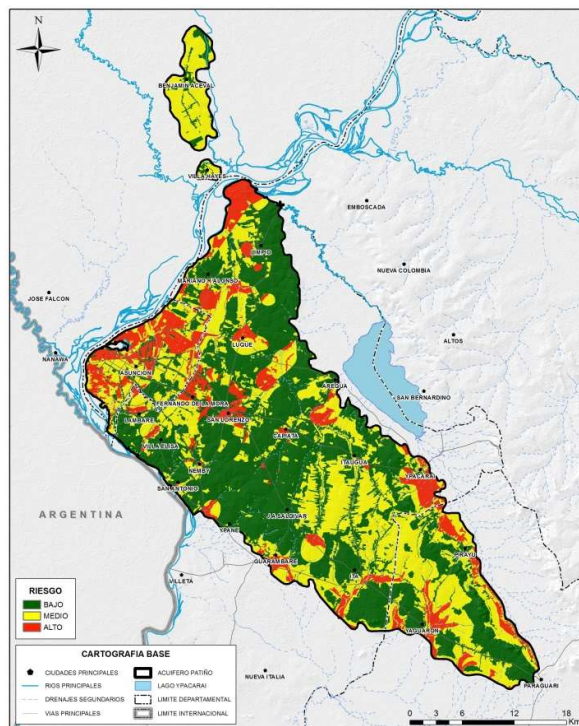 N
BENJAMIN ACEVAL
VILLA HAYES
EMBOSCADA
LIMPIO
NUEVA COLOMBIA
MARIANO R ALONSO
JOSE FALCON
ALTOS
LUQUE
NANAWA
ASUNCION
SAN BERNARDINO
AREGUA
FERNANDO DE LA MORA
LAMBARE
SAN LORENZO
CAPIATA
VILLA ELISA
ITAUGUA
YPACARAI
NEMBY
SAN ANTONIO
ARGENTINA
J.A SALDIVAR
YPANE
PIRAYU
GUARAMBARE
VILLETA
ITA
YAGUARON
NUEVA ITALIA
PARAGUARI
RIESGO
BAJO
MEDIO
ALTO
CARTOGRAFIA BASE
CIUDADES PRINCIPALES
ACUIFERO PATIÑO
RIOS PRINCIPALES
LAGO YPACARAI
DRENAJES SEGUNDARIOS
LIMITE DEPARTAMENTAL
VIAS PRINCIPALES
LIMITE INTERNACIONAL
0 3 6 12 18
Km